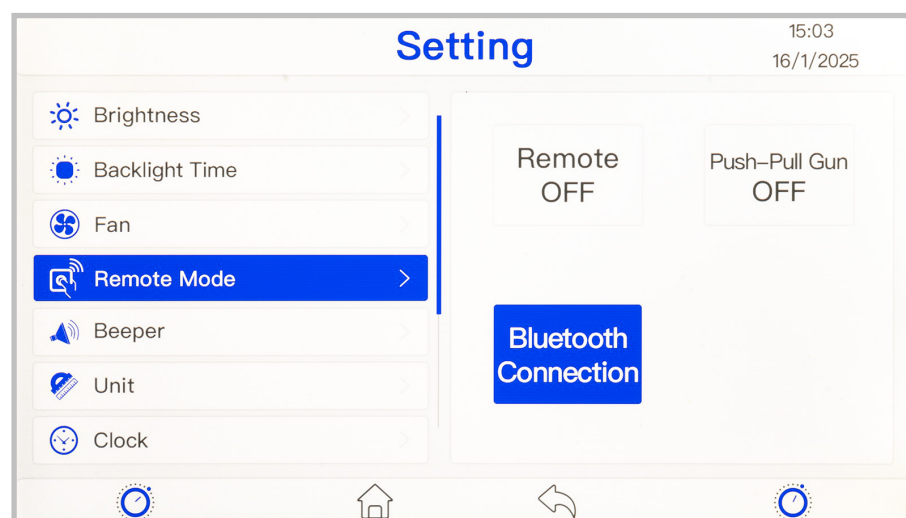 Setting
15:03
16/1/2025
Brightness
Backlight Time
Fan
Remote Mode
Beeper
Unit
Clock
Remote
OFF
Push-Pull Gun
OFF
Bluetooth
Connection